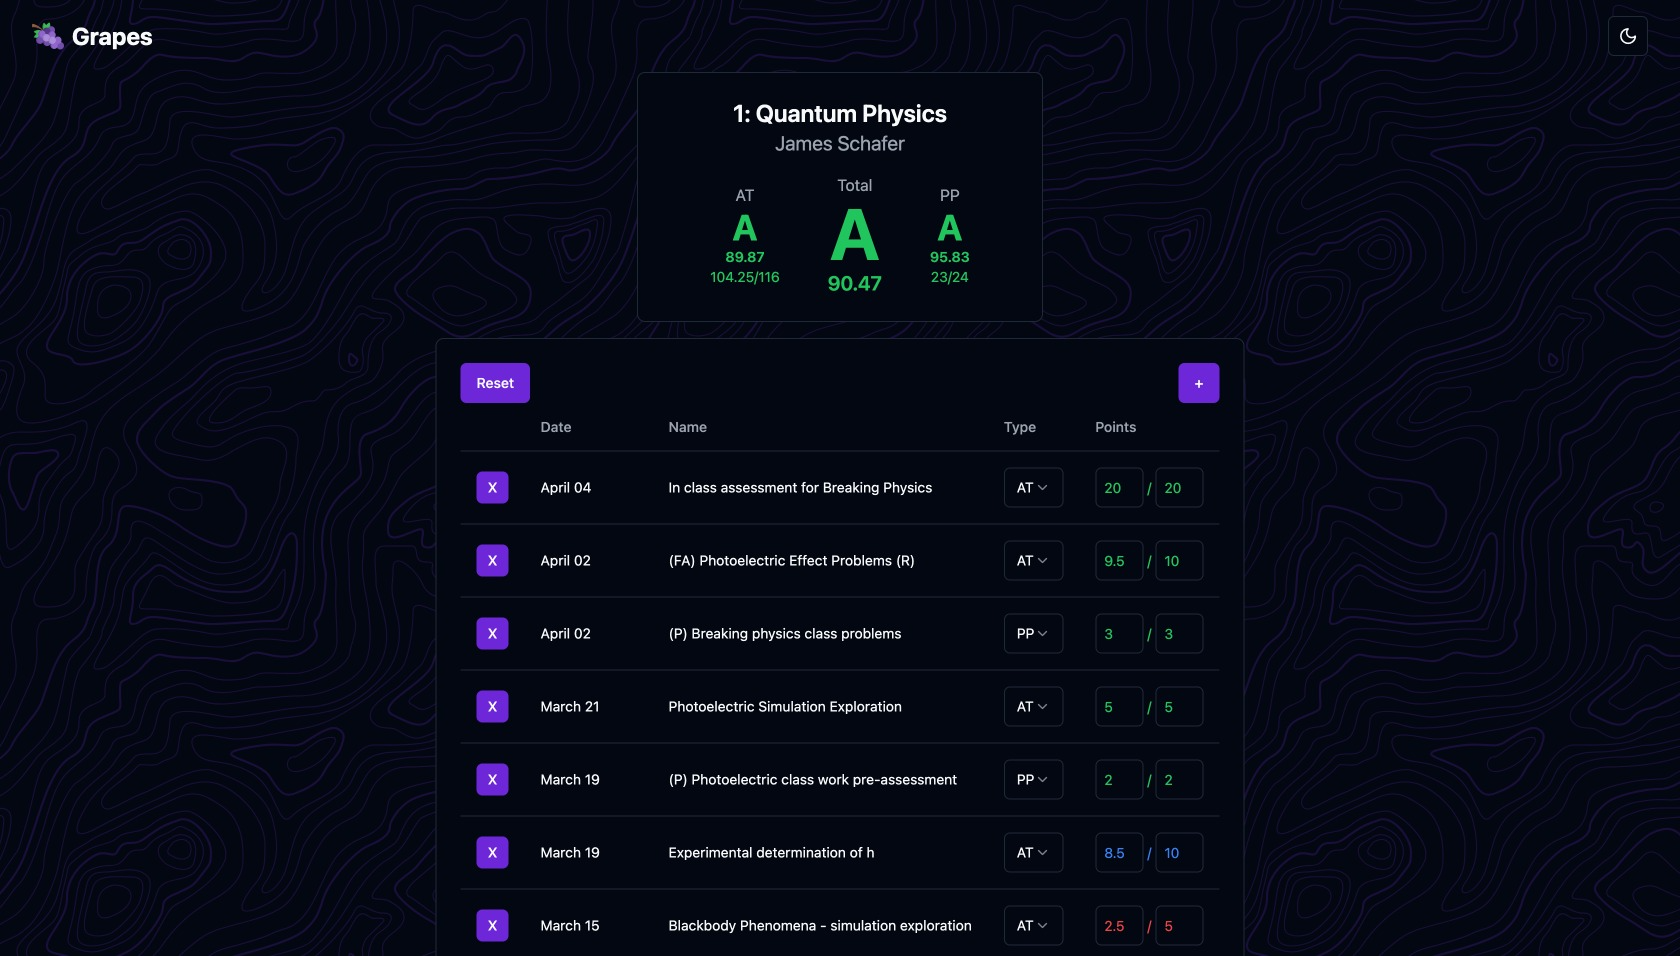 Grapes
1: Quantum Physics
James Schafer
AT
A
89.87
104.25/116
Total
A
90.47
PP
A
95.83
23/24
Reset
+
Date Name Type Points
X April 04 In class assessment for Breaking Physics AT 20 / 20
X April 02 (FA) Photoelectric Effect Problems (R) AT 9.5 / 10
X April 02 (P) Breaking physics class problems PP 3 / 3
X March 21 Photoelectric Simulation Exploration AT 5 / 5
X March 19 (P) Photoelectric class work pre-assessment PP 2 / 2
X March 19 Experimental determination of h AT 8.5 / 10
X March 15 Blackbody Phenomena - simulation exploration AT 2.5 / 5